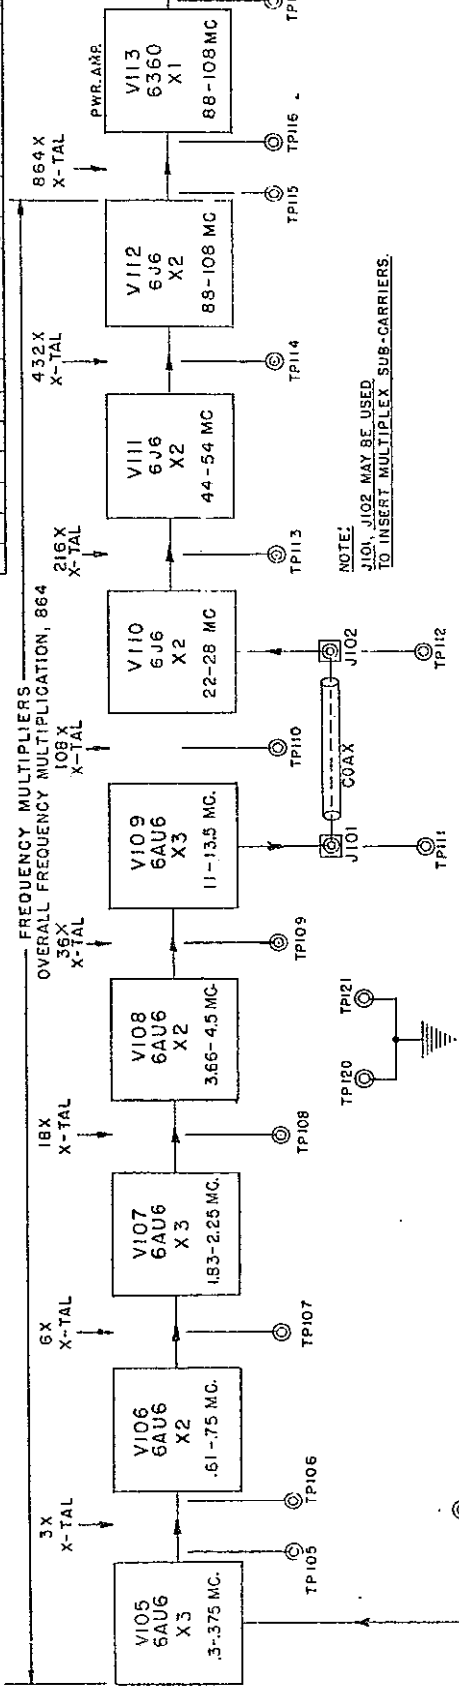 FREQUENCY MULTIPLIERS
OVERALL FREQUENCY MULTIPLICATION, 864
3X
X-TAL
6X
X-TAL
18X
X-TAL
36X
X-TAL
108X
X-TAL
216X
X-TAL
432X
X-TAL
864X
X-TAL
PWR. AMP.
V105
6AU6
X3
.3-.375 MC.
V106
6AU6
X2
.61-.75 MC.
V107
6AU6
X3
1.83-2.25 MC.
V108
6AU6
X2
3.66-4.5 MC.
V109
6AU6
X3
11-13.5 MC.
V110
6J6
X2
22-28 MC
V111
6J6
X2
44-54 MC
V112
6J6
X2
88-108 MC
V113
6360
X1
88-108 MC
TP105
TP106
TP107
TP108
TP109
TP110
TP113
TP114
TP115
TP116
J101
COAX
J102
TP111
TP112
TP120
TP121
NOTE:
J101, J102 MAY BE USED
TO INSERT MULTIPLEX SUB-CARRIERS.